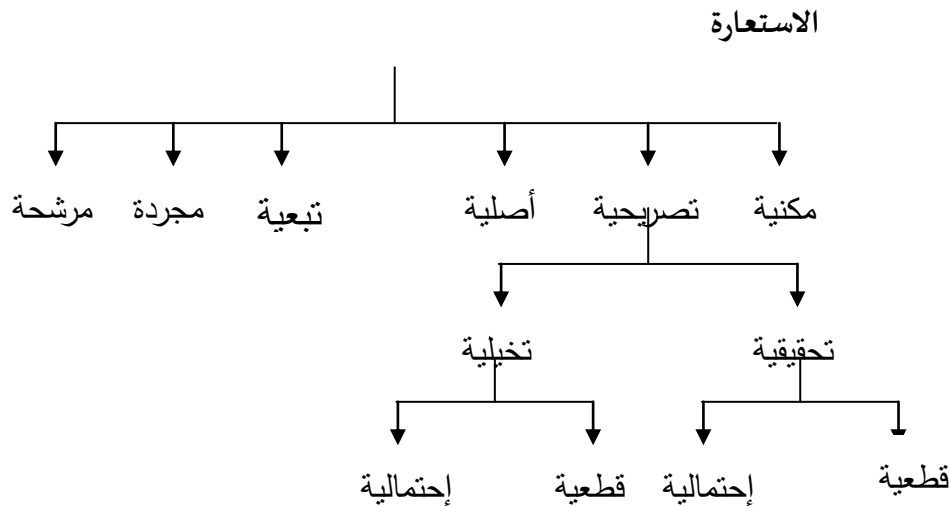 الاستعارة
مكنية تصريحية أصلية تبعية مجردة مرشحة
تحقيقية تخيلية
قطعية إحتمالية قطعية إحتمالية